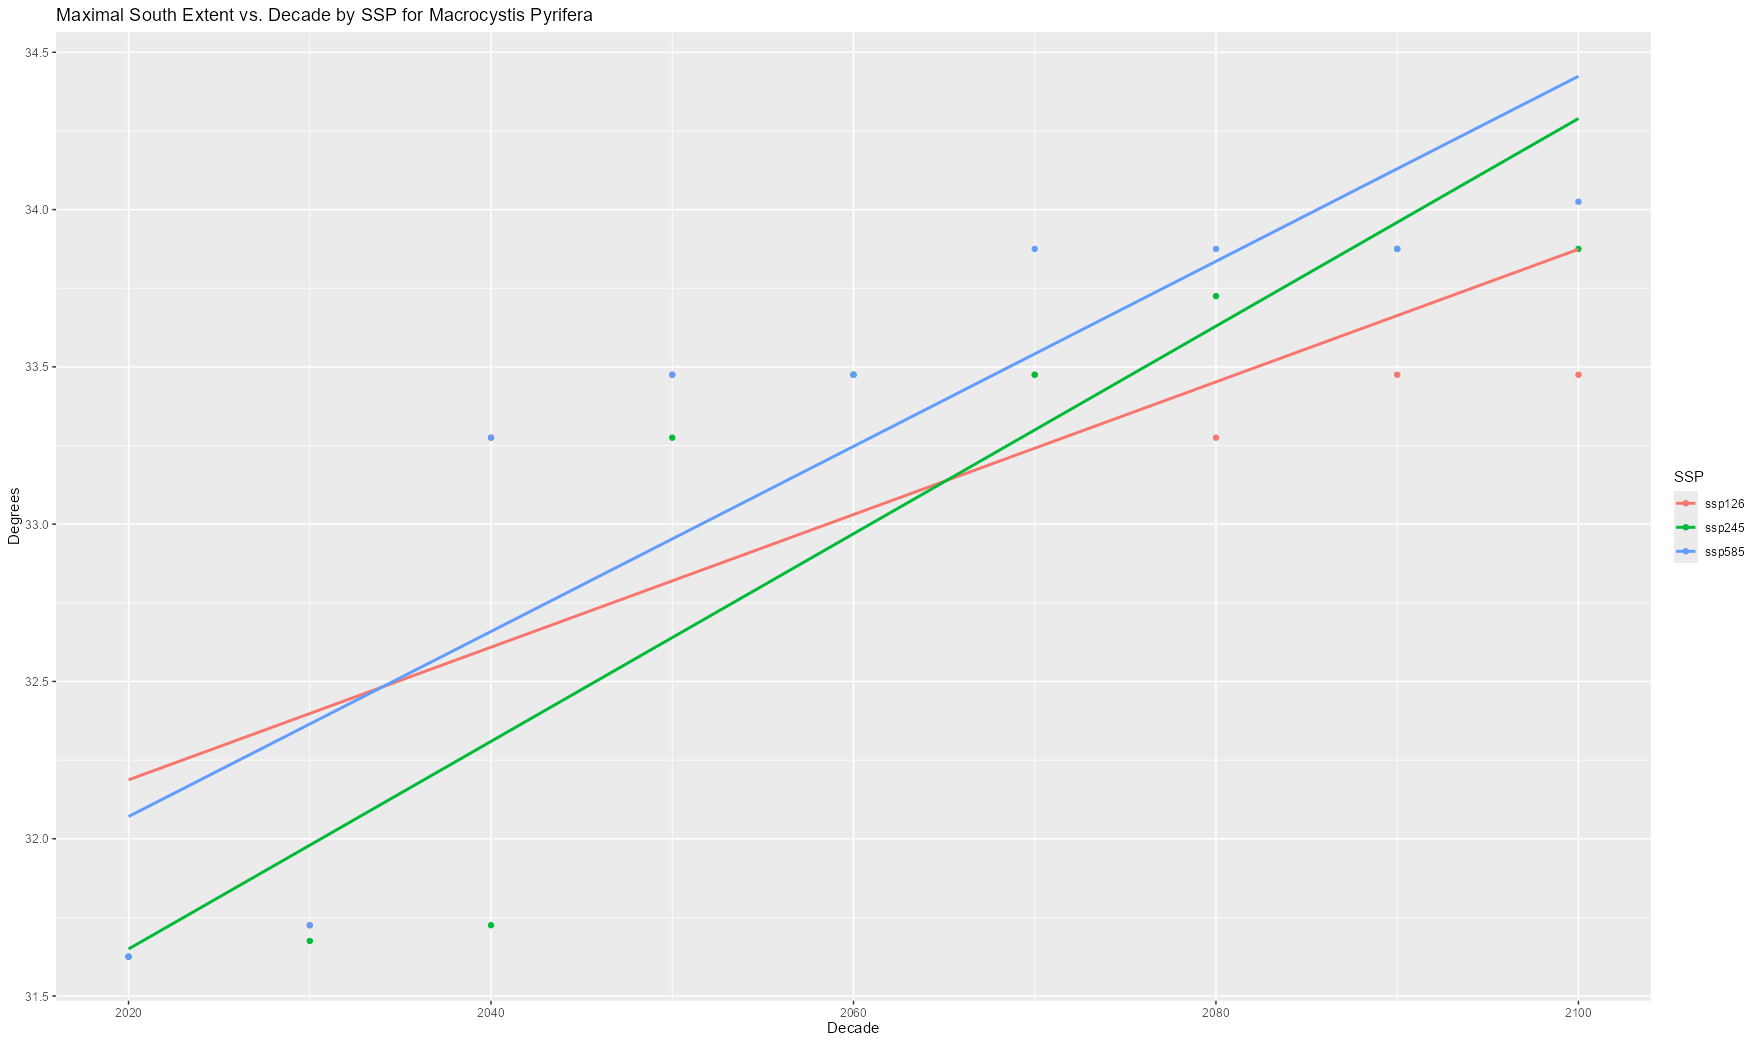 Maximal South Extent vs. Decade by SSP for Macrocystis Pyrifera
34.5
34.0
33.5
33.0
32.5
32.0
31.5
Degrees
2020 2040 2060 2080 2100
Decade
SSP
ssp126
ssp245
ssp585